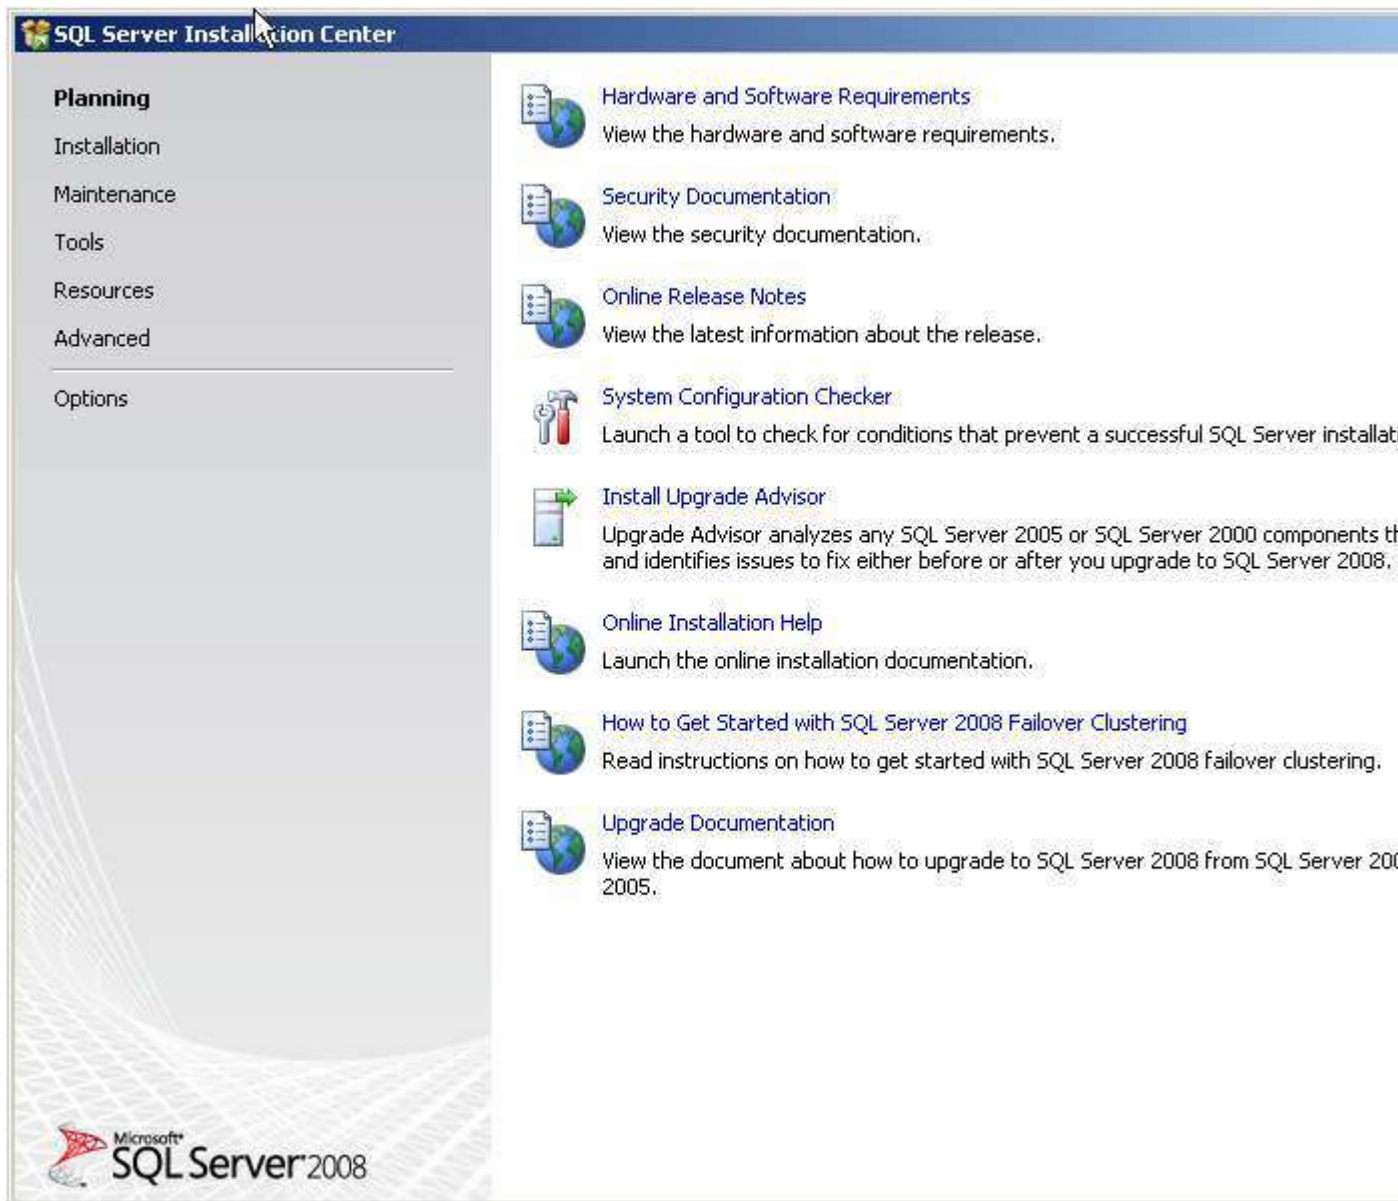 SQL Server Installation Center
Planning
Installation
Maintenance
Tools
Resources
Advanced
Options
Hardware and Software Requirements
View the hardware and software requirements.
Security Documentation
View the security documentation.
Online Release Notes
View the latest information about the release.
System Configuration Checker
Launch a tool to check for conditions that prevent a successful SQL Server
Install Upgrade Advisor
Upgrade Advisor analyzes any SQL Server 2005 or SQL Server 2000 components
and identifies issues to fix either before or after you upgrade to SQL Server 2008.
Online Installation Help
Launch the online installation documentation.
How to Get Started with SQL Server 2008 Failover Clustering
Read instructions on how to get started with SQL Server 2008 failover clustering.
Upgrade Documentation
View the document about how to upgrade to SQL Server 2008 from SQL Server
2005.
Microsoft®
SQL Server 2008